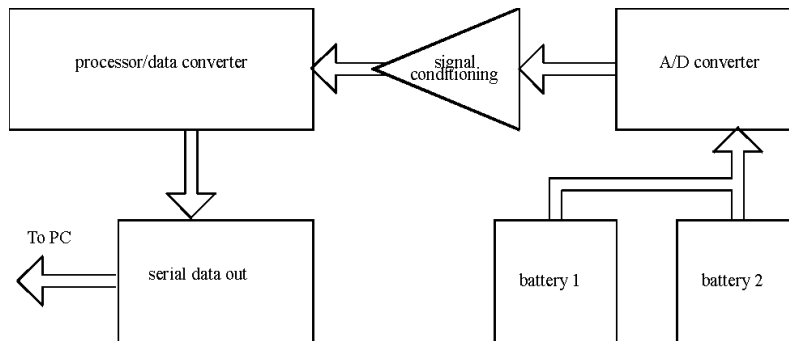 processor/data converter
signal
conditioning
A/D converter
To PC
serial data out
battery 1
battery 2